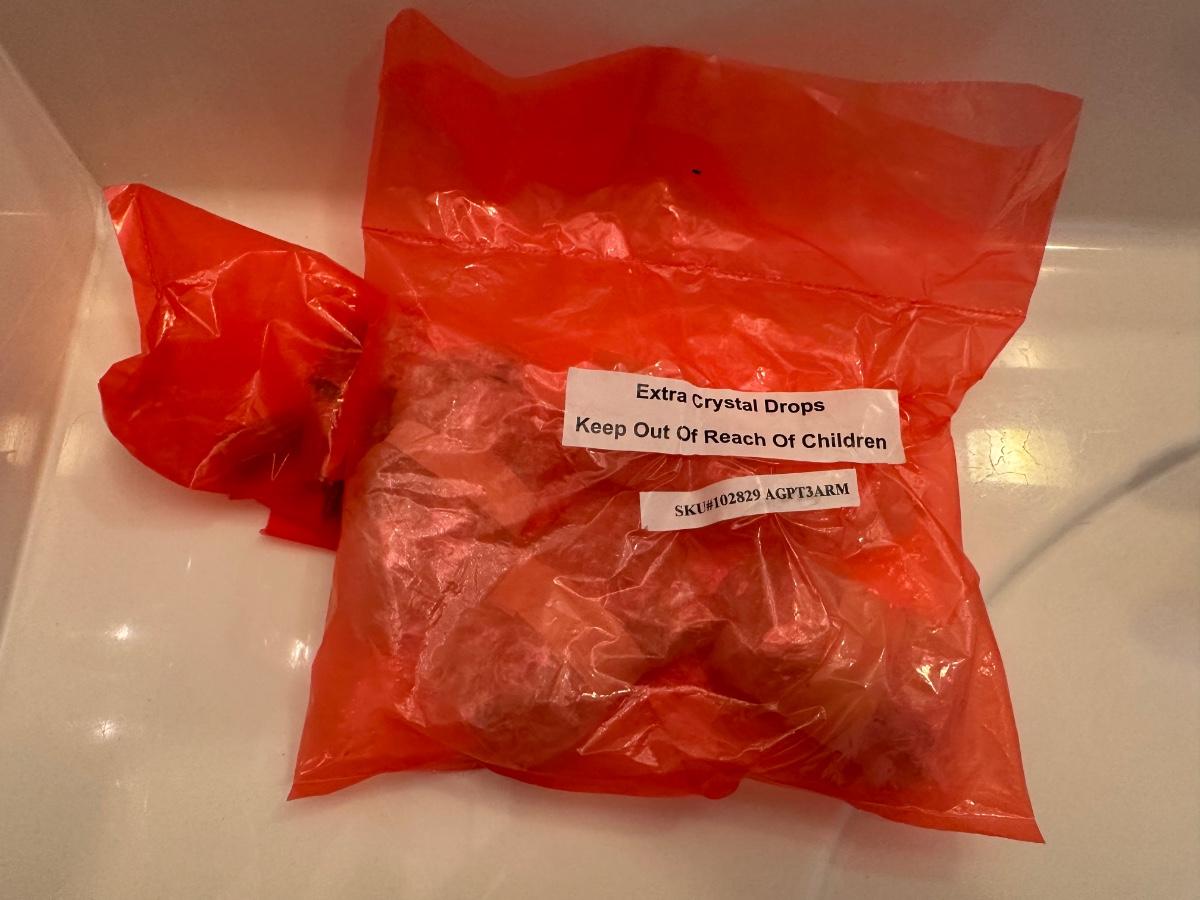 Extra Crystal Drops
Keep Out Of Reach Of Children
SKU#102829 AGPT3ARM